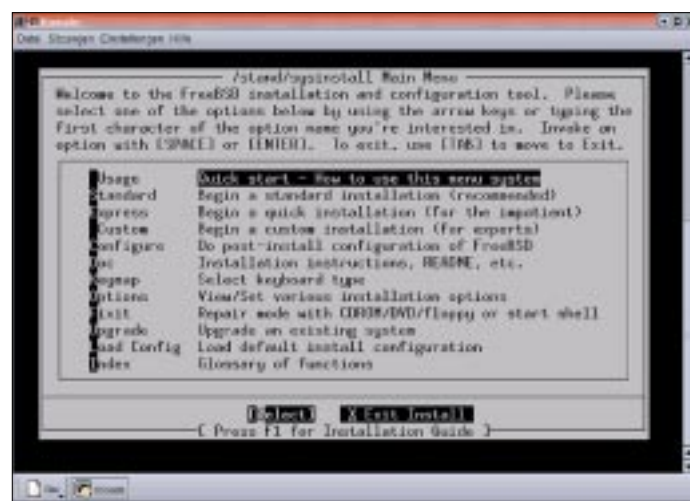 Datei Sitzungen Einstellungen Hilfe
/stand/sysinstall Main Menu
Welcome to the FreeBSD installation and configuration tool. Please
select one of the options below by using the arrow keys or typing the
first character of the option name you're interested in. Invoke an
option with [SPACE] or [ENTER]. To exit, use [TAB] to move to Exit.
Usage Quick start - How to use this menu system
Standard Begin a standard installation (recommended)
Express Begin a quick installation (for the impatient)
Custom Begin a custom installation (for experts)
Configure Do post-install configuration of FreeBSD
Doc Installation instructions, README, etc.
Keymap Select keyboard type
Options View/Set various installation options
Fixit Repair mode with CDROM/DVD/floppy or start shell
Upgrade Upgrade an existing system
Load Config Load default install configuration
Index Glossary of functions
[Select] X Exit Install
[ Press F1 for Installation Guide ]